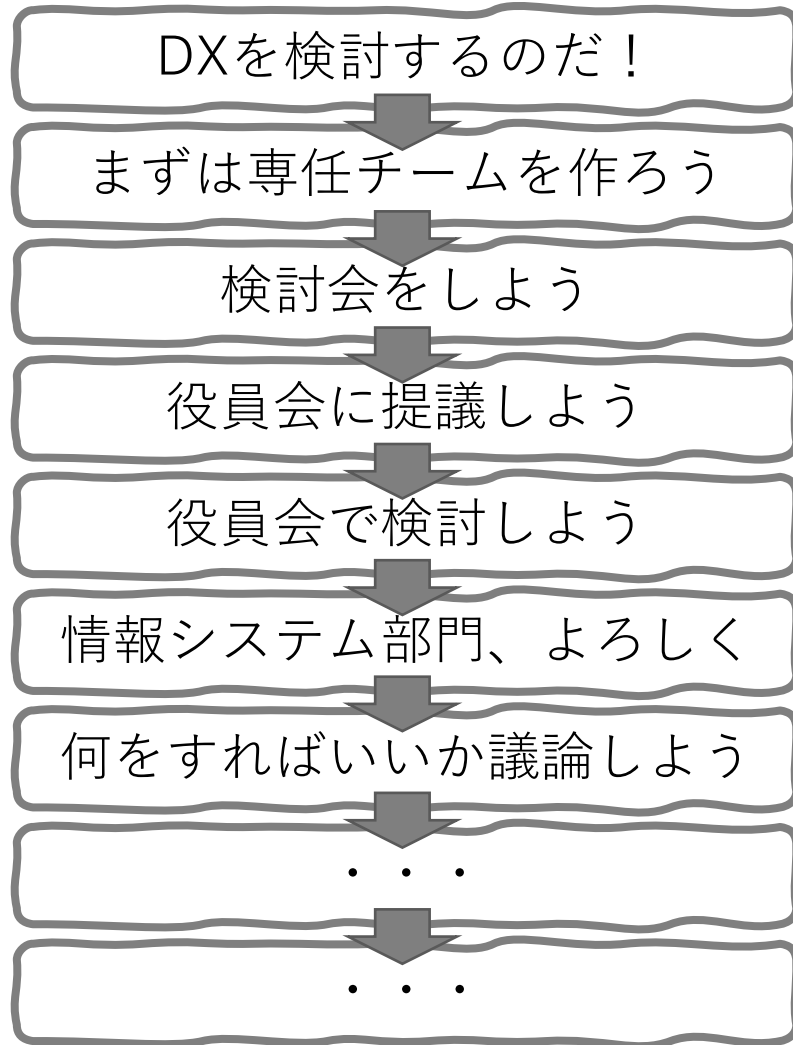 DXを検討するのだ！
まずは専任チームを作ろう
検討会をしよう
役員会に提議しよう
役員会で検討しよう
情報システム部門、よろしく
何をすればいいか議論しよう
・・・
・・・